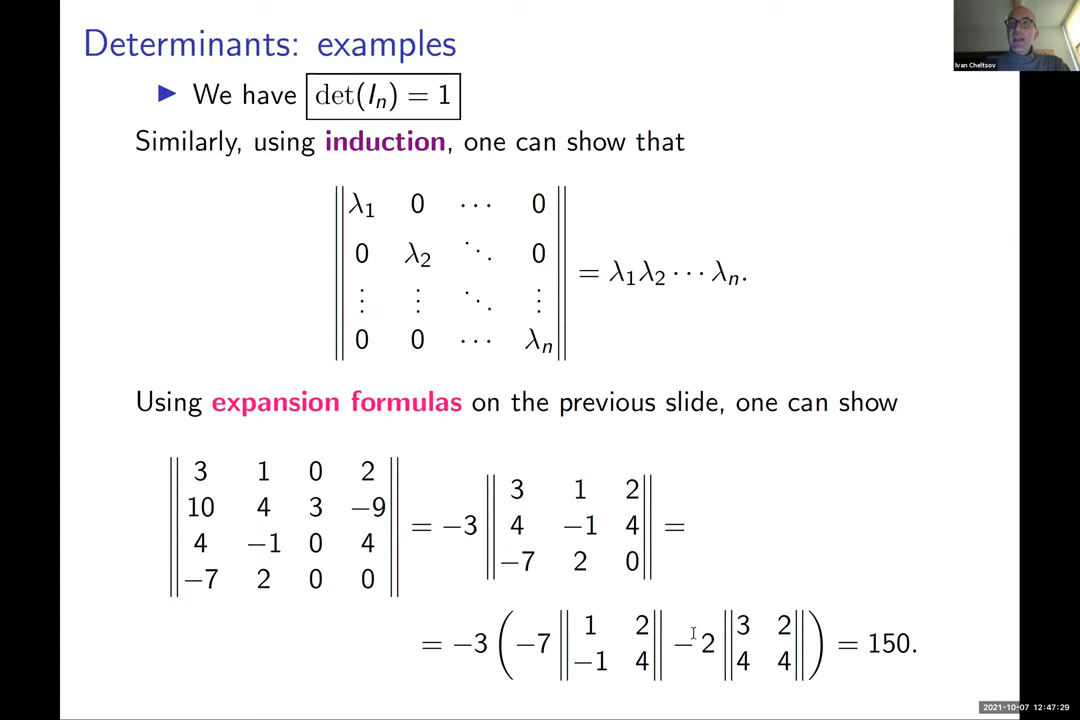 Determinants: examples
Ivan Cheltsov
▶ We have det(Iₙ) = 1
Similarly, using induction, one can show that
‖ λ₁ 0 ⋯ 0 ‖
‖ 0 λ₂ ⋱ 0 ‖
‖ ⋮ ⋮ ⋱ ⋮ ‖ = λ₁λ₂ ⋯ λₙ.
‖ 0 0 ⋯ λₙ ‖
Using expansion formulas on the previous slide, one can show
‖ 3 1 0 2 ‖ ‖ 3 1 2 ‖
‖ 10 4 3 −9 ‖ = −3 ‖ 4 −1 4 ‖ =
‖ 4 −1 0 4 ‖ ‖ −7 2 0 ‖
‖ −7 2 0 0 ‖
= −3 ( −7 ‖ 1 2 ‖ − 2 ‖ 3 2 ‖ ) = 150.
‖ −1 4 ‖ ‖ 4 4 ‖
2021-10-07 12:47:29